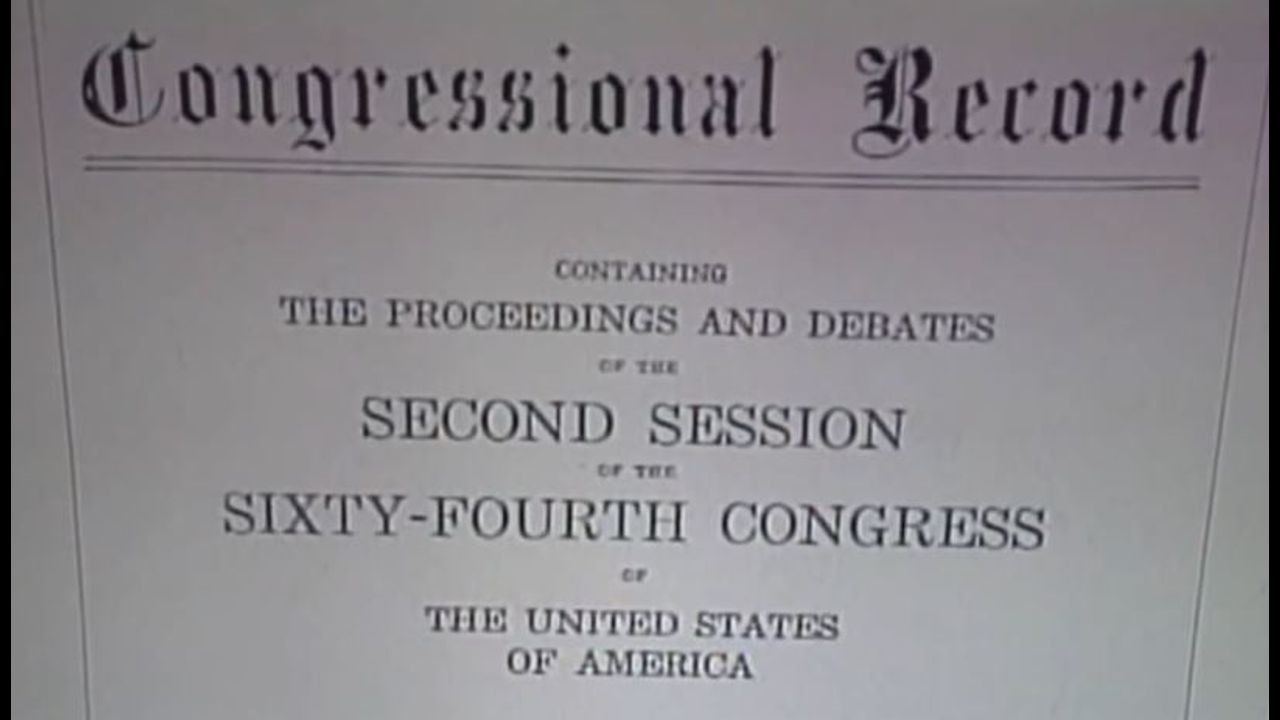 Congressional Record
CONTAINING
THE PROCEEDINGS AND DEBATES
OF THE
SECOND SESSION
OF THE
SIXTY-FOURTH CONGRESS
OF
THE UNITED STATES
OF AMERICA